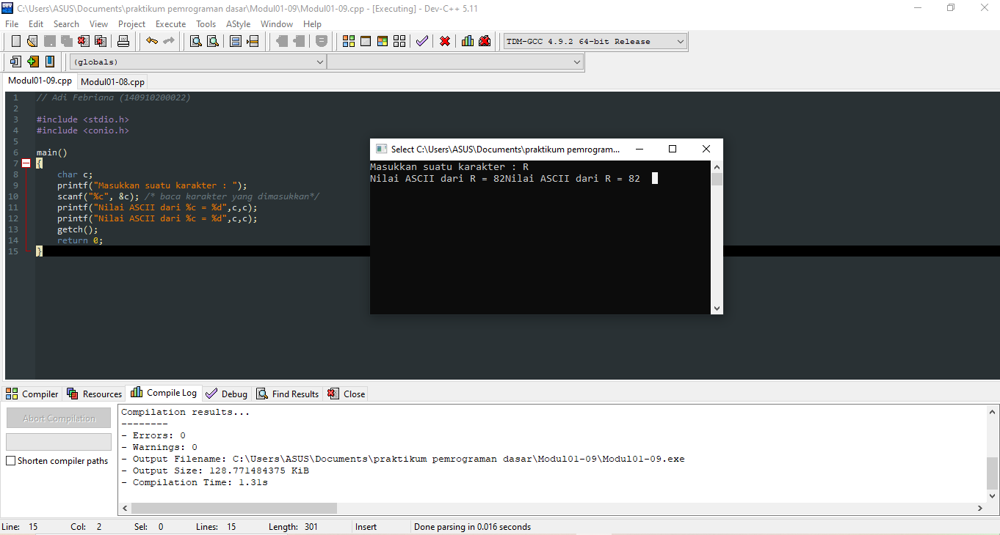 C:\Users\ASUS\Documents\praktikum pemrograman dasar\Modul01-09\Modul01-09.cpp - [Executing] - Dev-C++ 5.11
File Edit Search View Project Execute Tools AStyle Window Help
TDM-GCC 4.9.2 64-bit Release
(globals)
Modul01-09.cpp Modul01-08.cpp
1 // Adi Febriana (140910200022)
2
3 #include <stdio.h>
4 #include <conio.h>
5
6 main()
7 {
8 char c;
9 printf("Masukkan suatu karakter : ");
10 scanf("%c", &c); /* baca karakter yang dimasukkan*/
11 printf("Nilai ASCII dari %c = %d",c,c);
12 printf("Nilai ASCII dari %c = %d",c,c);
13 getch();
14 return 0;
15 }
Select C:\Users\ASUS\Documents\praktikum pemrogram...
Masukkan suatu karakter : R
Nilai ASCII dari R = 82Nilai ASCII dari R = 82
Compiler Resources Compile Log Debug Find Results Close
Abort Compilation
Shorten compiler paths
Compilation results...
--------
- Errors: 0
- Warnings: 0
- Output Filename: C:\Users\ASUS\Documents\praktikum pemrograman dasar\Modul01-09\Modul01-09.exe
- Output Size: 128.771484375 KiB
- Compilation Time: 1.31s
Line: 15 Col: 2 Sel: 0 Lines: 15 Length: 301 Insert Done parsing in 0.016 seconds